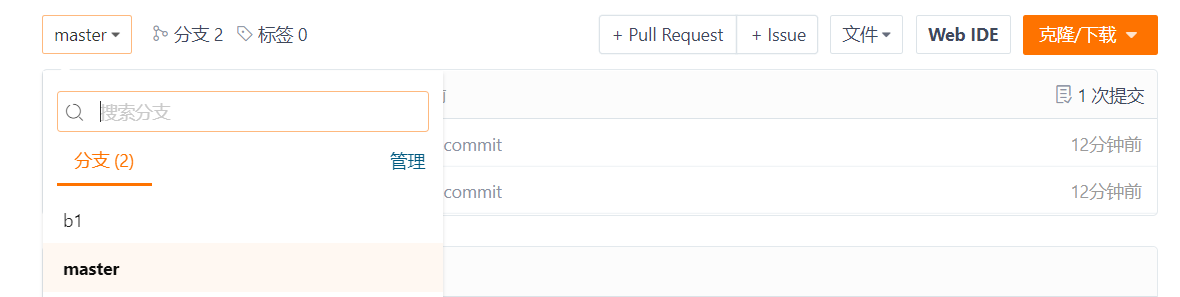 master 分支 2 标签 0 + Pull Request + Issue 文件 Web IDE 克隆/下载
搜索分支 1 次提交
分支 (2) 管理 commit 12分钟前
commit 12分钟前
b1
master